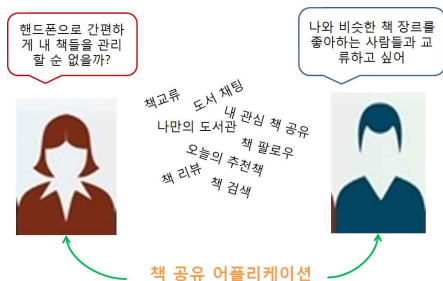 핸드폰으로 간편하
게 내 책들을 관리
할 순 없을까?
나와 비슷한 책 장르를
좋아하는 사람들과 교
류하고 싶어
책교류
도서 채팅
내 관심 책 공유
나만의 도서관
책 팔로우
오늘의 추천책
책 리뷰
책 검색
책 공유 어플리케이션